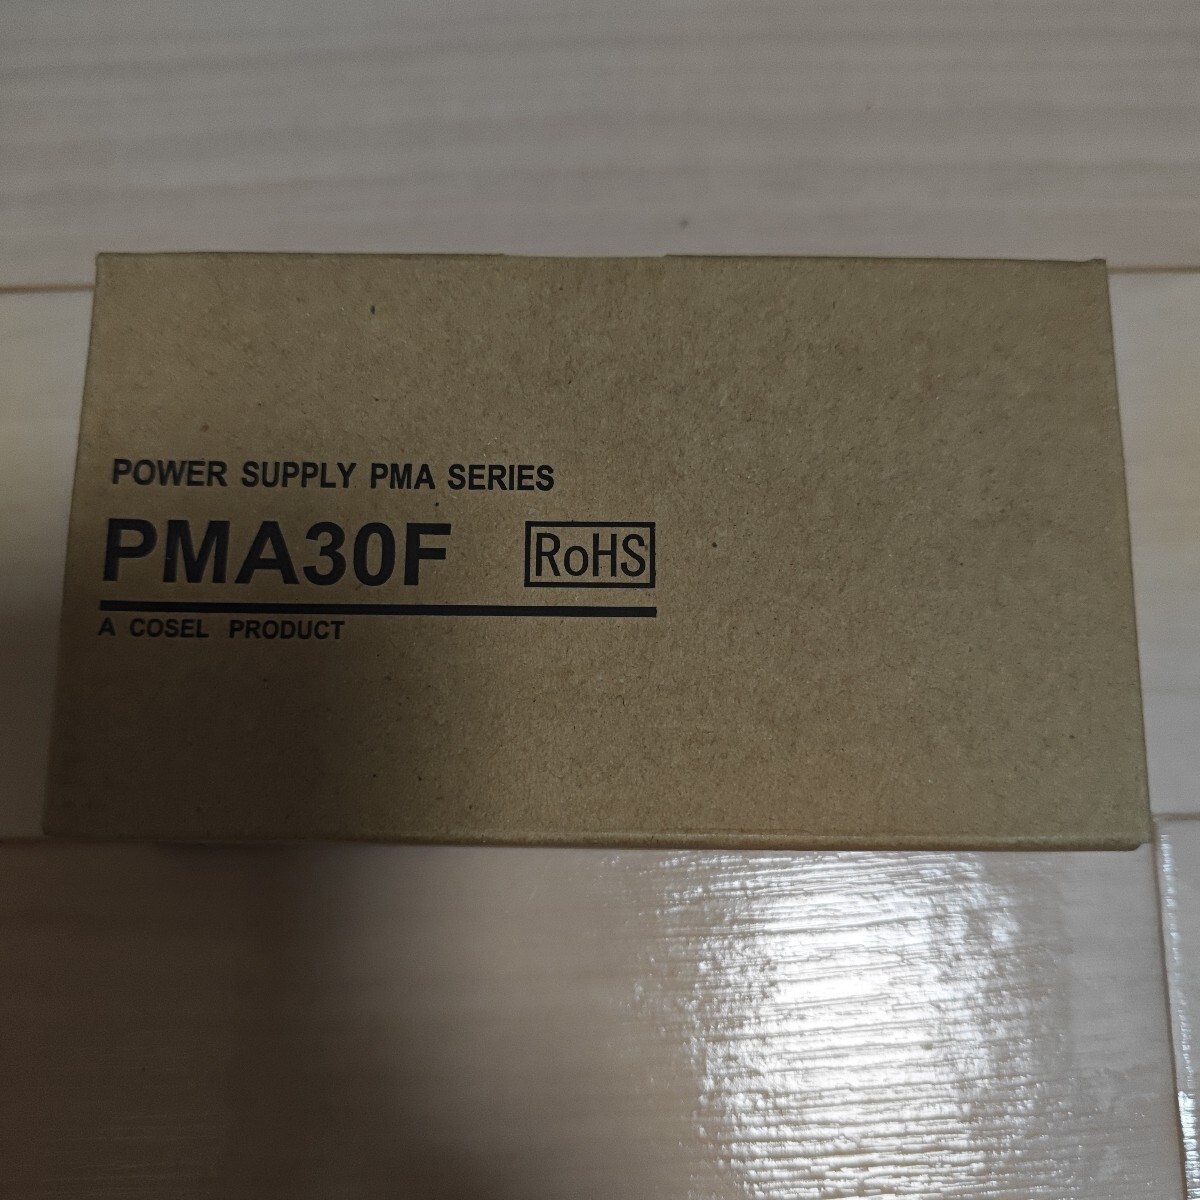 POWER SUPPLY PMA SERIES
PMA30F RoHS
A COSEL PRODUCT